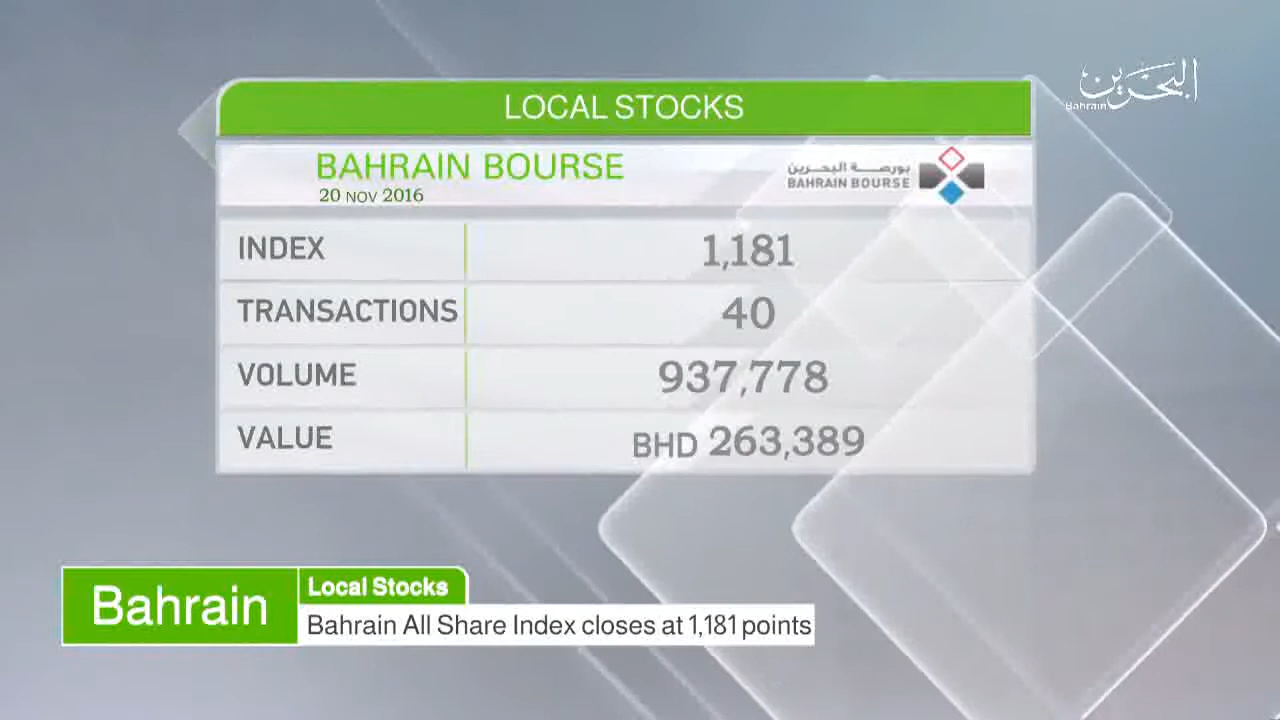 البحرين
Bahrain
LOCAL STOCKS
BAHRAIN BOURSE
20 NOV 2016
بورصة البحرين
BAHRAIN BOURSE
INDEX 1,181
TRANSACTIONS 40
VOLUME 937,778
VALUE BHD 263,389
Bahrain
Local Stocks
Bahrain All Share Index closes at 1,181 points